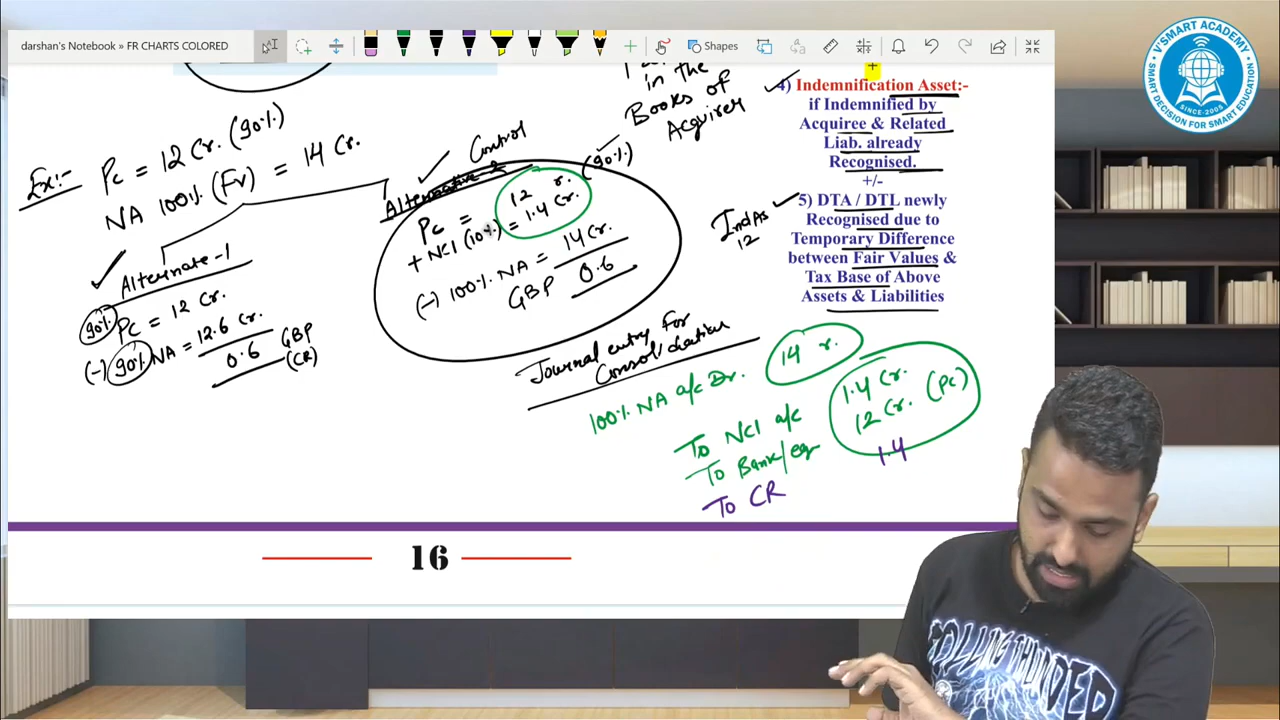 darshan's Notebook » FR CHARTS COLORED
Shapes
V'SMART ACADEMY
SINCE-2005
SMART DECISION FOR SMART EDUCATION
in the
Books of
Acquirer
4) Indemnification Asset:-
if Indemnified by
Acquiree & Related
Liab. already
Recognised.
+/-
5) DTA / DTL newly
Recognised due to
Temporary Difference
between Fair Values &
Tax Base of Above
Assets & Liabilities
Ind As
12
Ex:- PC = 12 Cr. (90%)
NA 100% (FV) = 14 Cr.
Alternate-1
90% PC = 12 Cr.
(-) 90% NA = 12.6 Cr.
0.6 GBP
(CR)
Control
Alternative 2
(90%)
PC = 12 r.
+ NCI (10%) = 1.4 Cr.
(-) 100% NA = 14 Cr.
GBP 0.6
Journal entry for
Consolidation
100% NA a/c Dr. 14 r.
To NCI a/c 1.4 Cr.
To Bank/eq 12 Cr. (PC)
To CR 1.4
16
ROLLING THUNDER